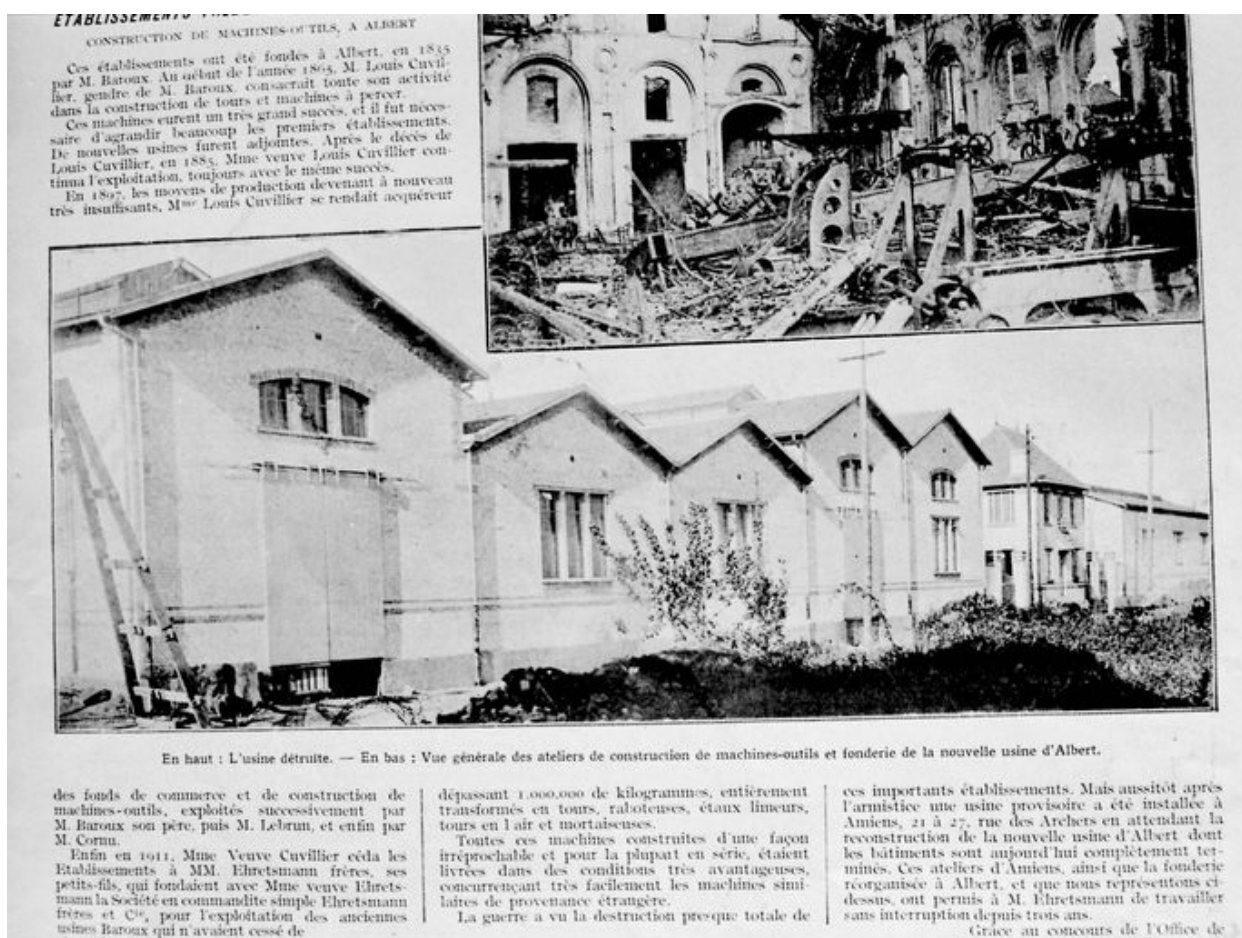 ÉTABLISSEMENTS
CONSTRUCTION DE MACHINES-OUTILS, A ALBERT
Ces établissements ont été fondés à Albert, en 1835
par M. Baroux. Au début de l'année 1865, M. Louis Cuvil-
lier, gendre de M. Baroux, consacrait toute son activité
dans la construction de tours et machines à percer.
Ces machines eurent un très grand succès, et il fut néces-
saire d'agrandir beaucoup les premiers établissements.
De nouvelles usines furent adjointes. Après le décès de
Louis Cuvillier, en 1885, Mme veuve Louis Cuvillier con-
tinua l'exploitation, toujours avec le même succès.
En 1897, les moyens de production devenant à nouveau
très insuffisants, Mme Louis Cuvillier se rendait acquéreur
En haut : L'usine détruite. — En bas : Vue générale des ateliers de construction de machines-outils et fonderie de la nouvelle usine d'Albert.
des fonds de commerce et de construction de
machines-outils, exploités successivement par
M. Baroux son père, puis M. Lebrun, et enfin par
M. Cornu.
Enfin en 1911, Mme Veuve Cuvillier céda les
Etablissements à MM. Ehretsmann frères, ses
petits-fils, qui fondaient avec Mme veuve Ehrets-
mann la Société en commandite simple Ehretsmann
frères et Cie, pour l'exploitation des anciennes
usines Baroux qui n'avaient cessé de
dépassant 1.000.000 de kilogrammes, entièrement
transformés en tours, raboteuses, étaux limeurs,
tours en l'air et mortaiseuses.
Toutes ces machines construites d'une façon
irréprochable et pour la plupart en série, étaient
livrées dans des conditions très avantageuses,
concurrençant très facilement les machines simi-
laires de provenance étrangère.
La guerre a vu la destruction presque totale de
ces importants établissements. Mais aussitôt après
l'armistice une usine provisoire a été installée à
Amiens, 21 à 27, rue des Archers en attendant la
reconstruction de la nouvelle usine d'Albert dont
les bâtiments sont aujourd'hui complètement ter-
minés. Ces ateliers d'Amiens, ainsi que la fonderie
réorganisée à Albert, et que nous représentons ci-
dessus, ont permis à M. Ehretsmann de travailler
sans interruption depuis trois ans.
Grâce au concours de l'Office de